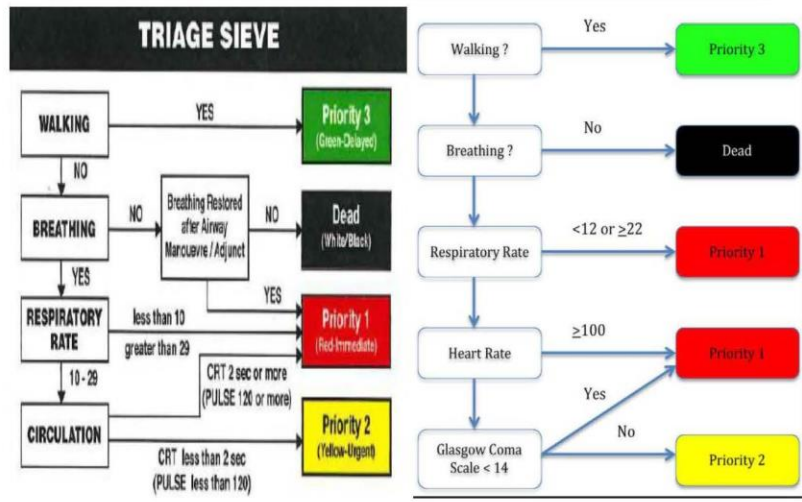 TRIAGE SIEVE
WALKING
YES
Priority 3
(Green-Delayed)
NO
BREATHING
NO
Breathing Restored
after Airway
Manoeuvre / Adjunct
NO
Dead
(White/Black)
YES
YES
RESPIRATORY
RATE
less than 10
greater than 29
Priority 1
(Red-Immediate)
10 - 29
CRT 2 sec or more
(PULSE 120 or more)
CIRCULATION
CRT less than 2 sec
(PULSE less than 120)
Priority 2
(Yellow-Urgent)
Walking ?
Yes
Priority 3
Breathing ?
No
Dead
Respiratory Rate
<12 or ≥22
Priority 1
Heart Rate
≥100
Priority 1
Yes
Glasgow Coma
Scale < 14
No
Priority 2